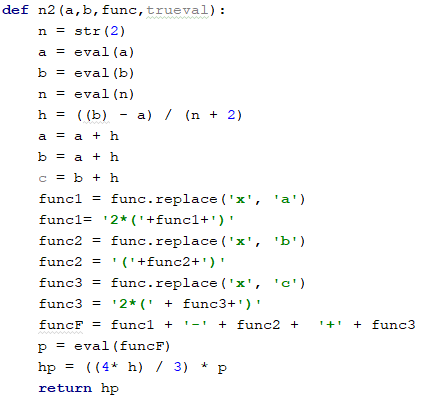 def n2(a,b,func,trueval):
    n = str(2)
    a = eval(a)
    b = eval(b)
    n = eval(n)
    h = ((b) - a) / (n + 2)
    a = a + h
    b = a + h
    c = b + h
    func1 = func.replace('x', 'a')
    func1= '2*('+func1+')'
    func2 = func.replace('x', 'b')
    func2 = '('+func2+')'
    func3 = func.replace('x', 'c')
    func3 = '2*(' + func3+')'
    funcF = func1 + '-' + func2 +  '+' + func3
    p = eval(funcF)
    hp = ((4* h) / 3) * p
    return hp